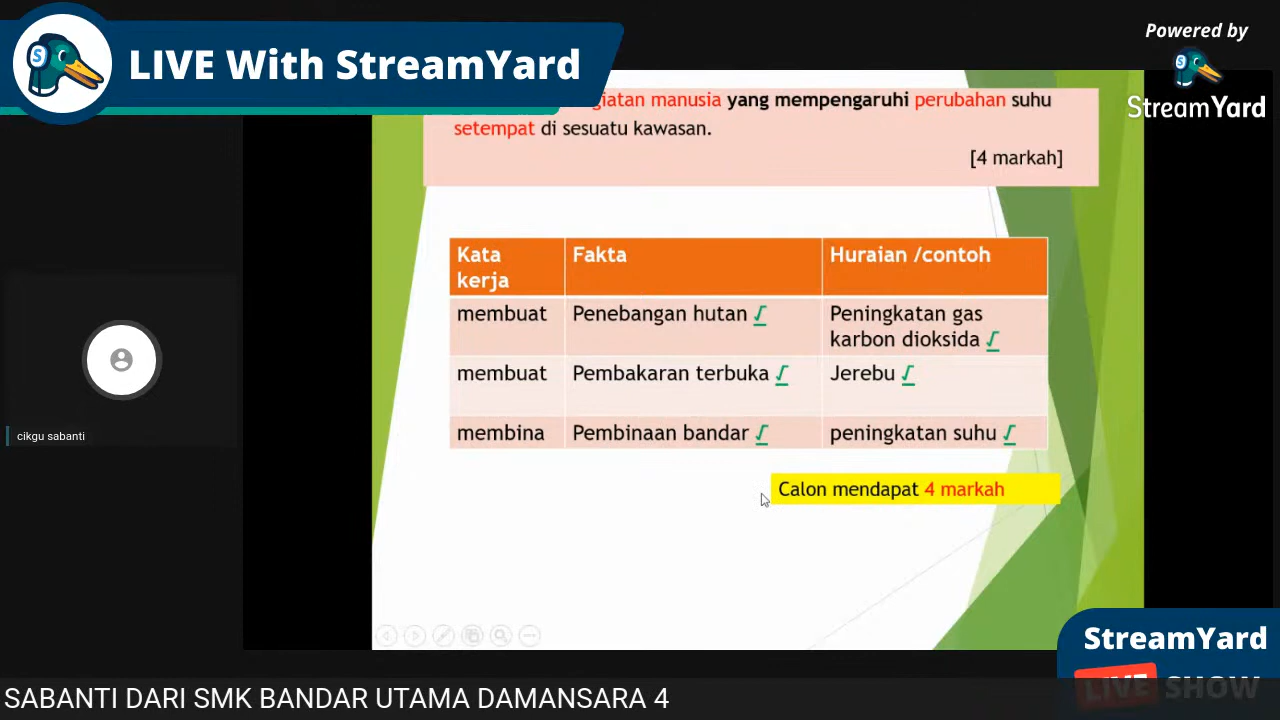 LIVE With StreamYard
Powered by
StreamYard
giatan manusia yang mempengaruhi perubahan suhu
setempat di sesuatu kawasan.
[4 markah]
Kata kerja
Fakta
Huraian /contoh
membuat
Penebangan hutan √
Peningkatan gas
karbon dioksida √
membuat
Pembakaran terbuka √
Jerebu √
membina
Pembinaan bandar √
peningkatan suhu √
Calon mendapat 4 markah
cikgu sabanti
StreamYard
LIVE SHOW
SABANTI DARI SMK BANDAR UTAMA DAMANSARA 4